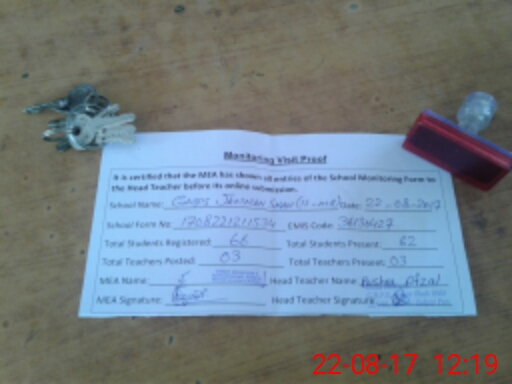 Monitoring Visit Proof
It is certified that the MEA has shown all entries of the School Monitoring Form to
the Head Teacher before its online submission.
School Name: Date: 22-08-2017
School Form No 1708221211534 EMIS Code:
Total Students Registered: 66 Total Students Present: 62
Total Teachers Posted: 03 Total Teachers Present: 03
MEA Name: Head Teacher Name:
MEA Signature: Head Teacher Signature
22-08-17 12:19